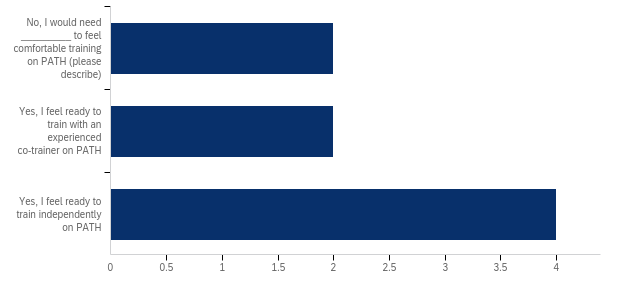 No, I would need
__________ to feel
comfortable training
on PATH (please
describe)
Yes, I feel ready to
train with an
experienced
co-trainer on PATH
Yes, I feel ready to
train independently
on PATH
0 0.5 1 1.5 2 2.5 3 3.5 4